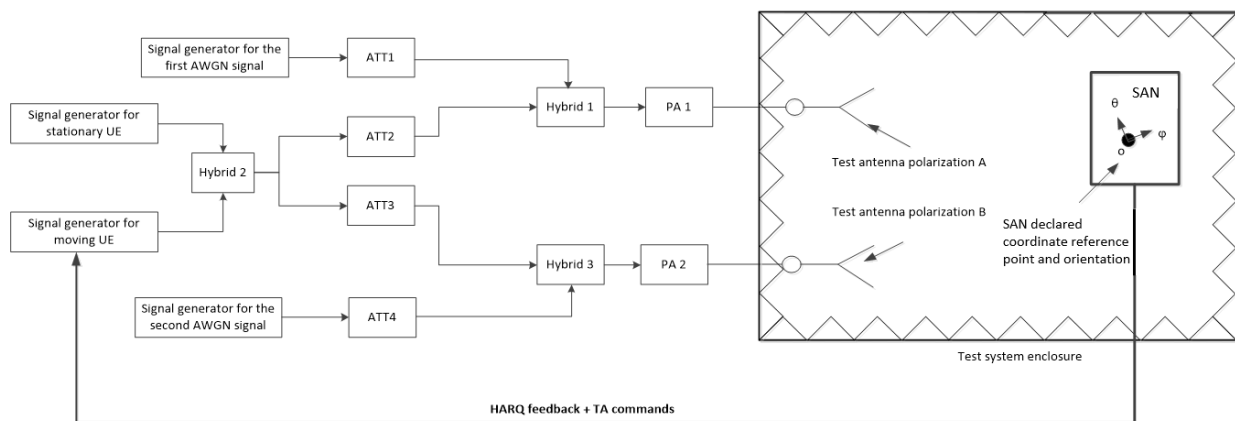 Signal generator for the
first AWGN signal
ATT1
Hybrid 1
PA 1
SAN
θ
φ
o
Signal generator for
stationary UE
ATT2
Hybrid 2
Test antenna polarization A
ATT3
Signal generator for
moving UE
Test antenna polarization B
SAN declared
coordinate reference
point and orientation
Hybrid 3
PA 2
Signal generator for the
second AWGN signal
ATT4
Test system enclosure
HARQ feedback + TA commands